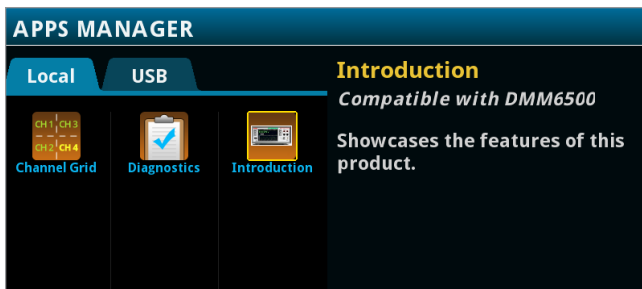 APPS MANAGER
Local
USB
CH 1 CH 3
CH 2 CH 4
Channel Grid
Diagnostics
Introduction
Introduction
Compatible with DMM6500
Showcases the features of this
product.